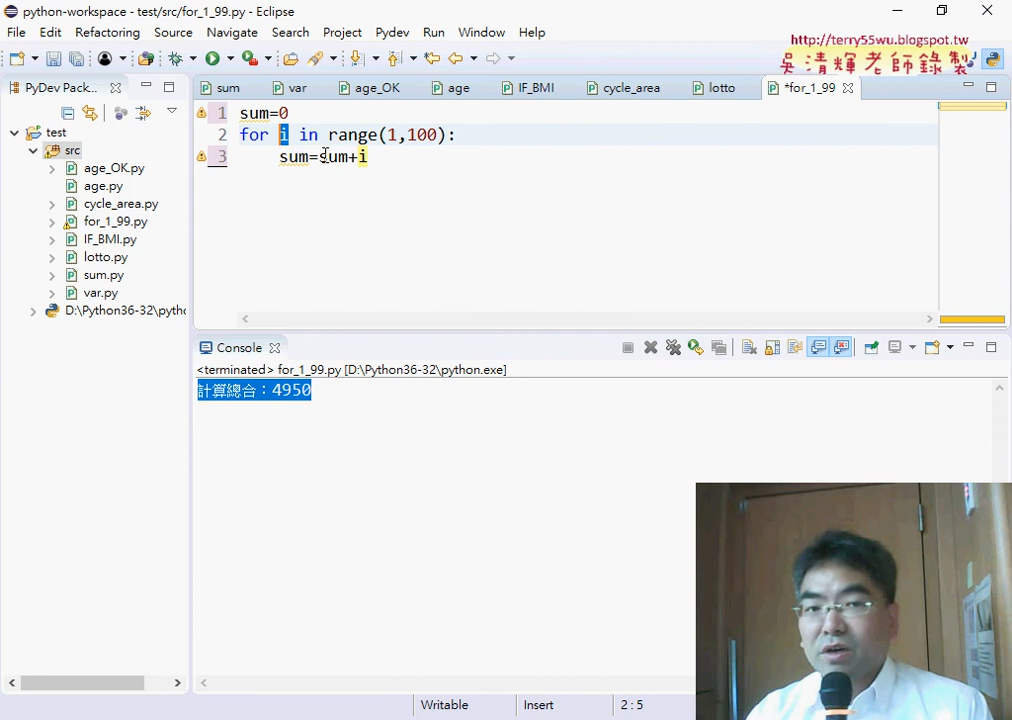 python-workspace - test/src/for_1_99.py - Eclipse
File Edit Refactoring Source Navigate Search Project Pydev Run Window Help
http://terry55wu.blogspot.tw
吳清輝老師錄製
PyDev Pack...
sum var age_OK age IF_BMI cycle_area lotto *for_1_99
test
src
age_OK.py
age.py
cycle_area.py
for_1_99.py
IF_BMI.py
lotto.py
sum.py
var.py
D:\Python36-32\pytho
1 sum=0
2 for i in range(1,100):
3 sum=sum+i
Console
<terminated> for_1_99.py [D:\Python36-32\python.exe]
計算總合：4950
Writable Insert 2 : 5